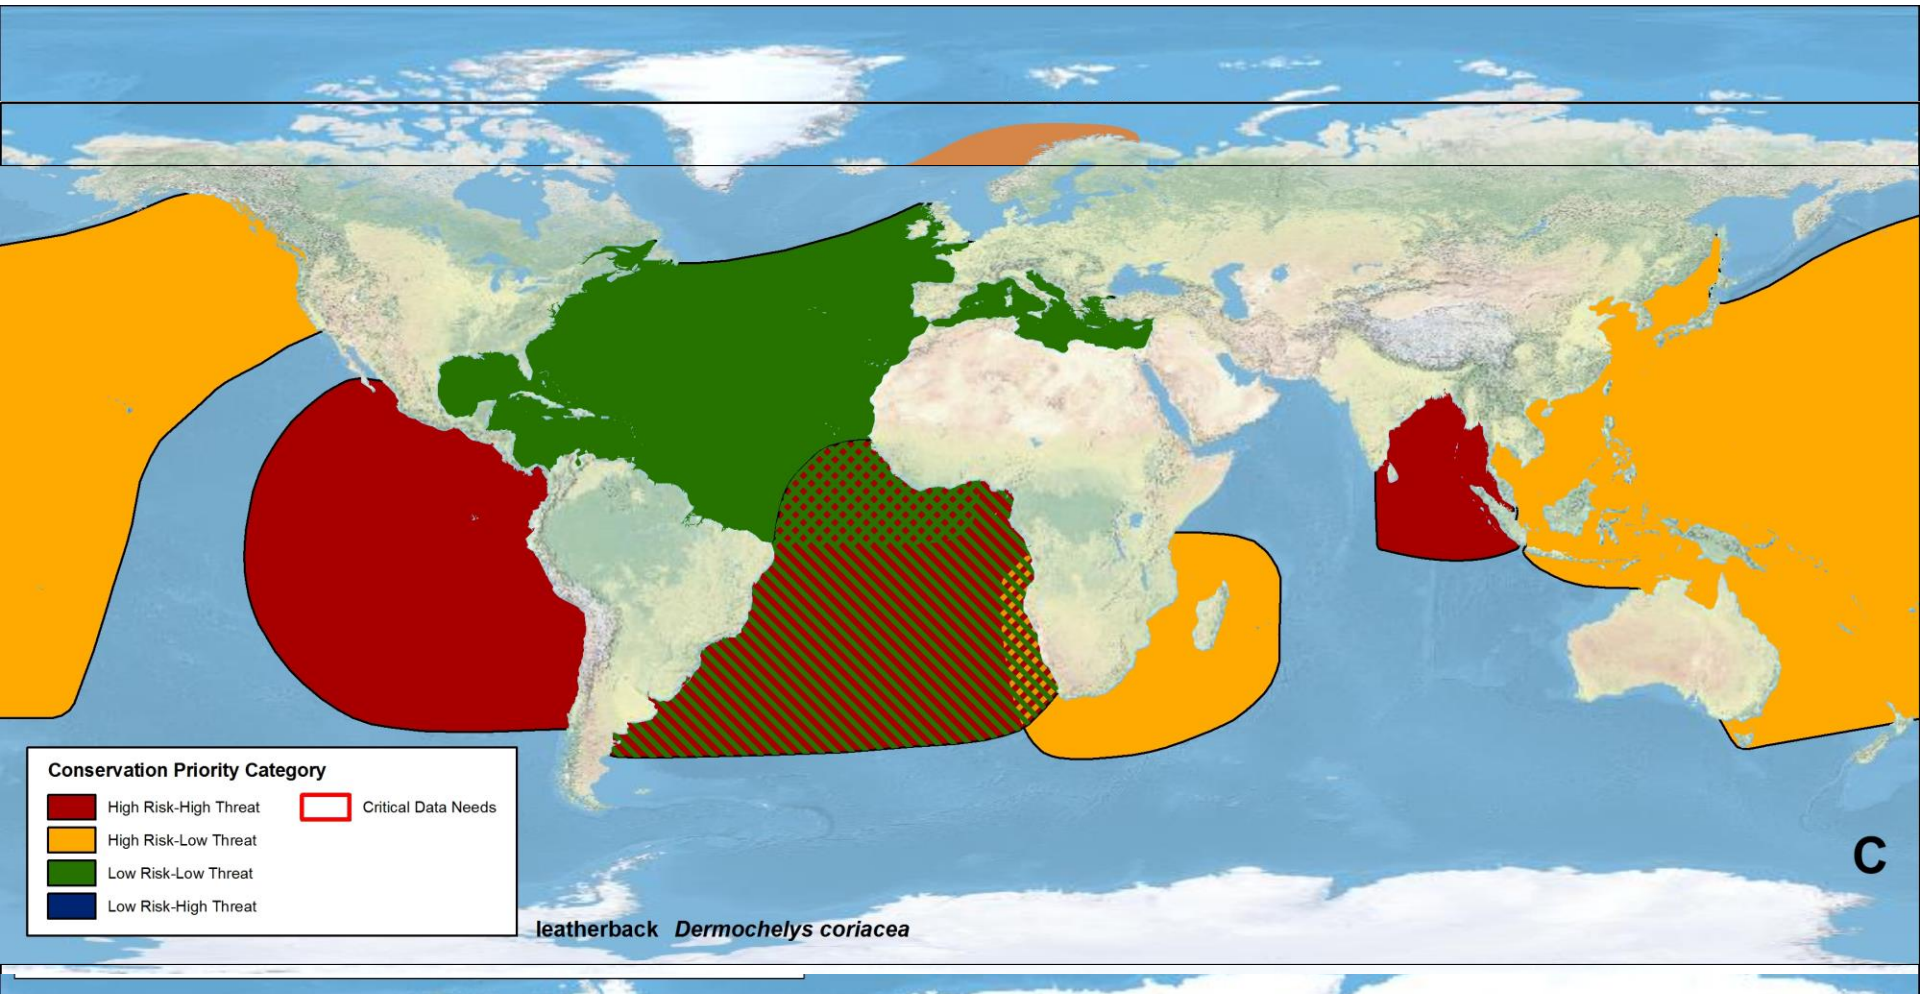 Conservation Priority Category
High Risk-High Threat
Critical Data Needs
High Risk-Low Threat
Low Risk-Low Threat
Low Risk-High Threat
C
leatherback Dermochelys coriacea